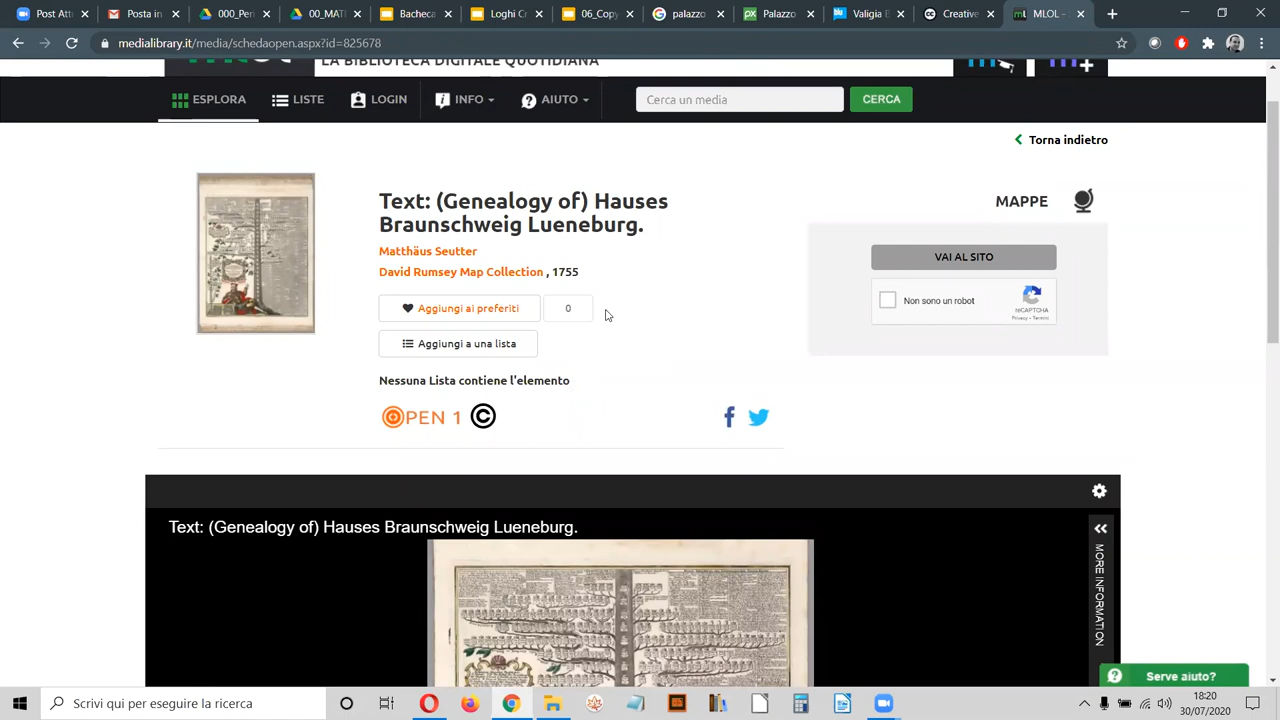 Post Att
Posta in
000_Peri
00_MATI
Bacheca
Loghi Cr
06_Copy
palazzo
Palazzo
Valigia B
Creative
MLOL -
medialibrary.it/media/schedaopen.aspx?id=825678
LA BIBLIOTECA DIGITALE QUOTIDIANA
ESPLORA
LISTE
LOGIN
INFO
AIUTO
Cerca un media
CERCA
Torna indietro
Text: (Genealogy of) Hauses
Braunschweig Lueneburg.
Matthäus Seutter
David Rumsey Map Collection , 1755
Aggiungi ai preferiti
0
Aggiungi a una lista
Nessuna Lista contiene l'elemento
OPEN 1 ©
MAPPE
VAI AL SITO
Non sono un robot
reCAPTCHA
Privacy - Termini
Text: (Genealogy of) Hauses Braunschweig Lueneburg.
MORE INFORMATION
Serve aiuto?
Scrivi qui per eseguire la ricerca
18:20
30/07/2020